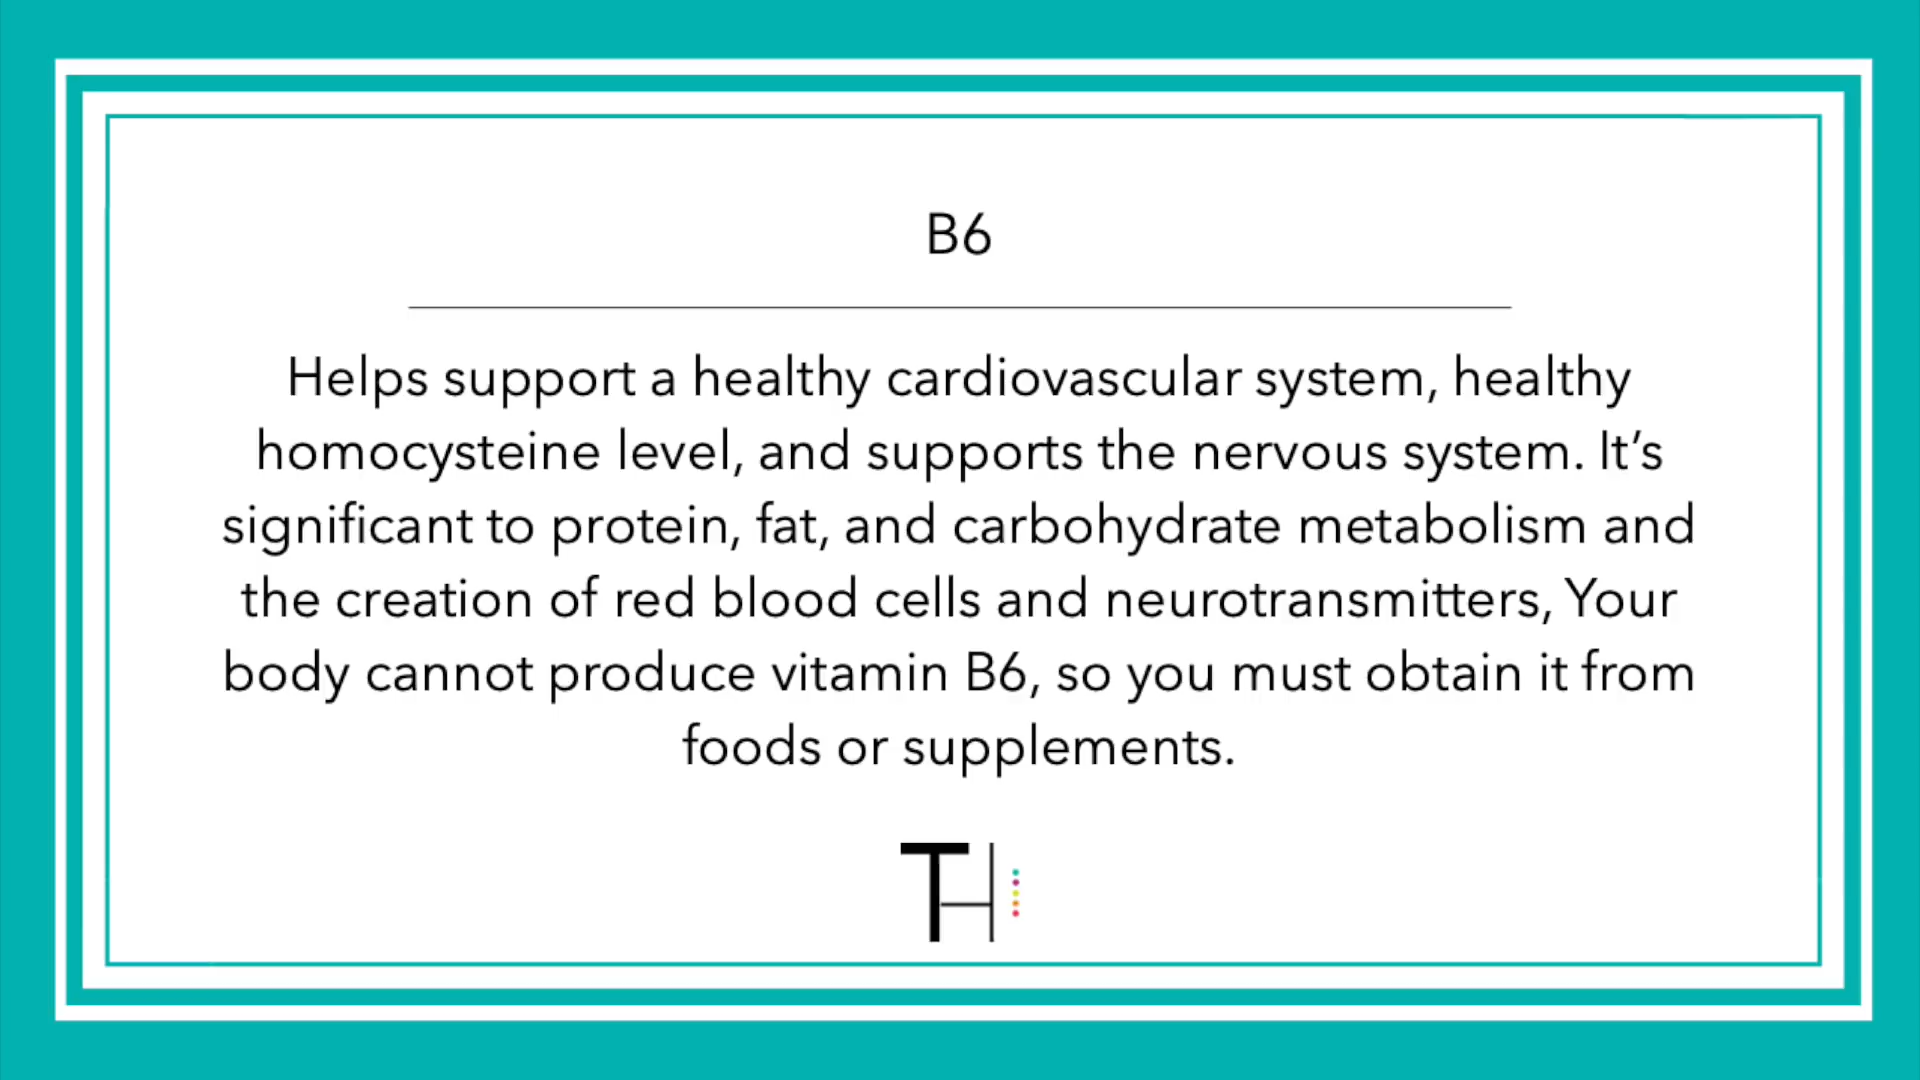 B6
Helps support a healthy cardiovascular system, healthy
homocysteine level, and supports the nervous system. It’s
significant to protein, fat, and carbohydrate metabolism and
the creation of red blood cells and neurotransmitters, Your
body cannot produce vitamin B6, so you must obtain it from
foods or supplements.
TH